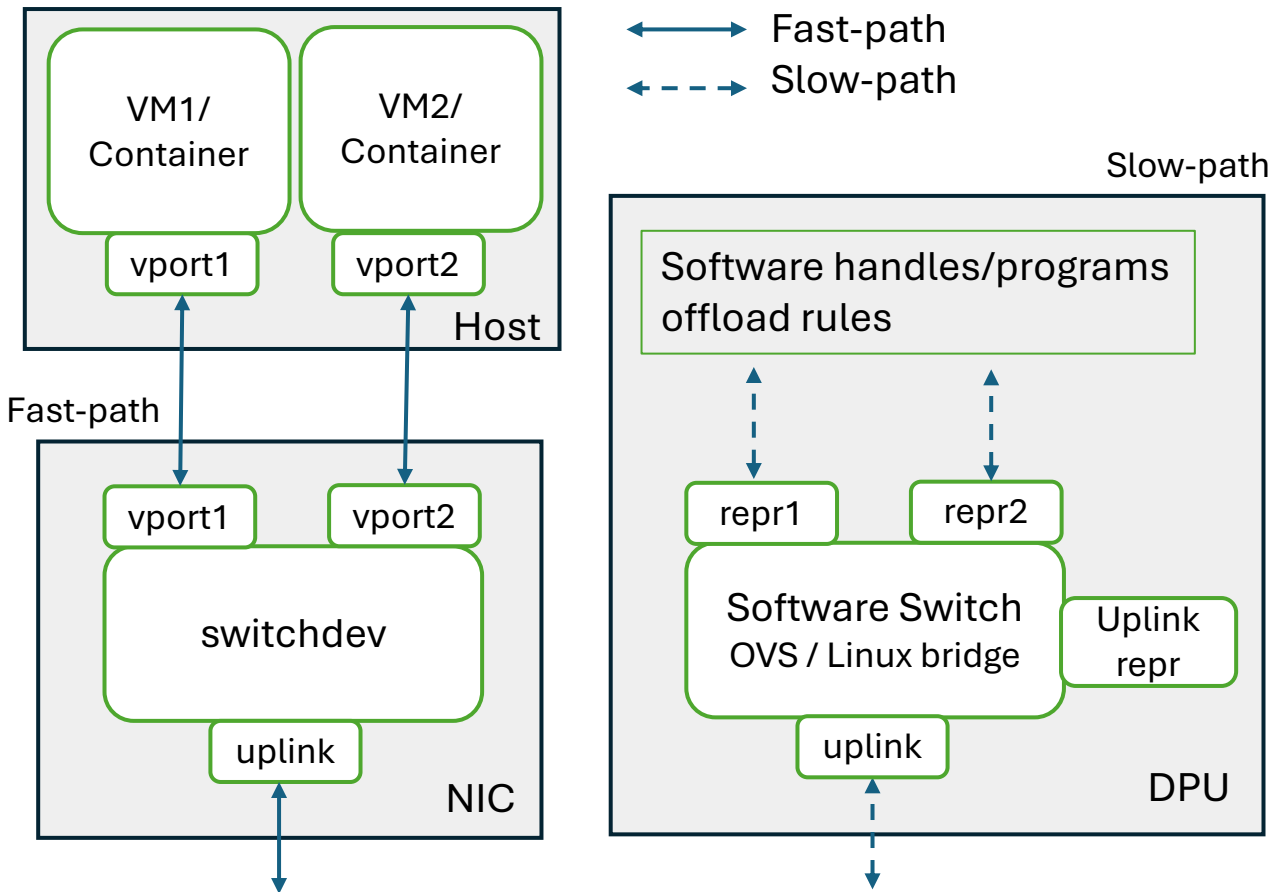 Fast-path
Slow-path
VM1/
Container
VM2/
Container
vport1
vport2
Host
Fast-path
vport1
vport2
switchdev
uplink
NIC
Slow-path
Software handles/programs
offload rules
repr1
repr2
Software Switch
OVS / Linux bridge
Uplink
repr
uplink
DPU